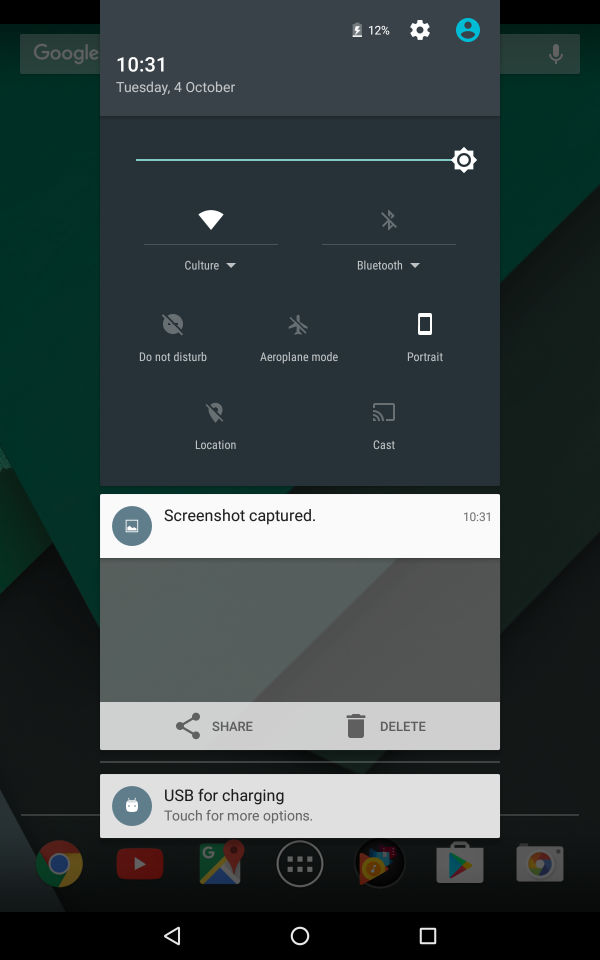 12%
Google
10:31
Tuesday, 4 October
Culture
Bluetooth
Do not disturb
Aeroplane mode
Portrait
Location
Cast
Screenshot captured.
10:31
SHARE
DELETE
USB for charging
Touch for more options.